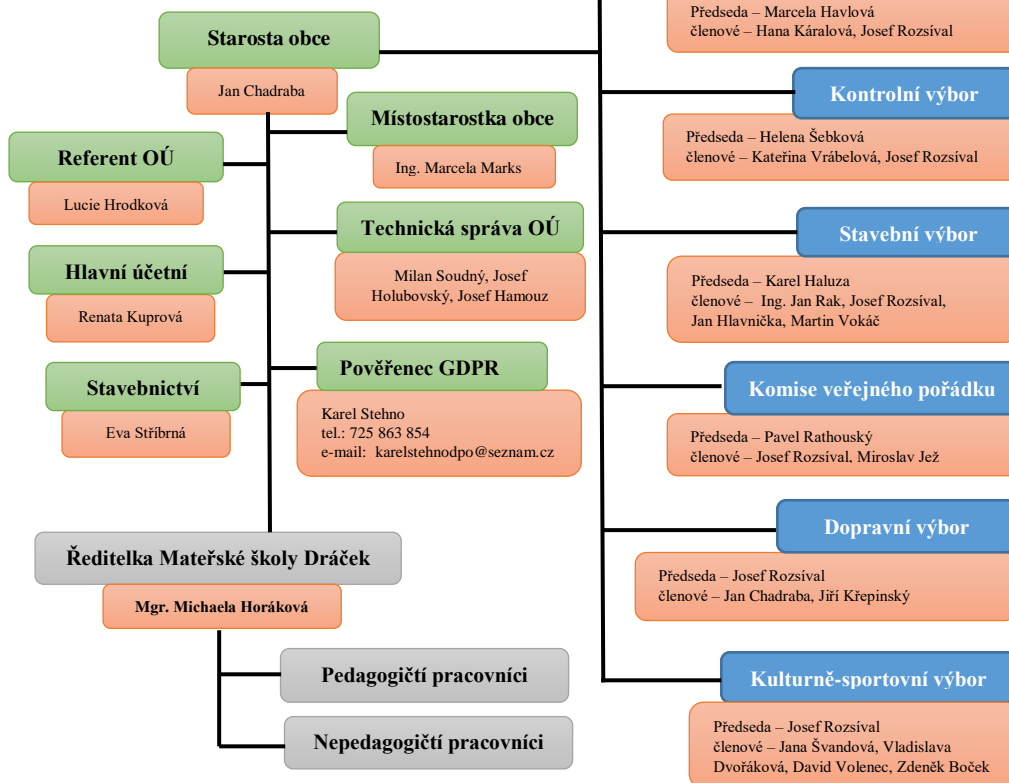 Starosta obce
Jan Chadraba
Místostarostka obce
Ing. Marcela Marks
Referent OÚ
Lucie Hrodková
Technická správa OÚ
Milan Soudný, Josef
Holubovský, Josef Hamouz
Hlavní účetní
Renata Kuprová
Pověřenec GDPR
Karel Stehno
tel.: 725 863 854
e-mail: karelstehnodpo@seznam.cz
Stavebnictví
Eva Stříbrná
Ředitelka Mateřské školy Dráček
Mgr. Michaela Horáková
Pedagogičtí pracovníci
Nepedagogičtí pracovníci
Předseda – Marcela Havlová
členové – Hana Káralová, Josef Rozsíval
Kontrolní výbor
Předseda – Helena Šebková
členové – Kateřina Vrábelová, Josef Rozsíval
Stavební výbor
Předseda – Karel Haluza
členové – Ing. Jan Rak, Josef Rozsíval,
Jan Hlavnička, Martin Vokáč
Komise veřejného pořádku
Předseda – Pavel Rathouský
členové – Josef Rozsíval, Miroslav Jež
Dopravní výbor
Předseda – Josef Rozsíval
členové – Jan Chadraba, Jiří Křepinský
Kulturně-sportovní výbor
Předseda – Josef Rozsíval
členové – Jana Švandová, Vladislava
Dvořáková, David Volenec, Zdeněk Boček